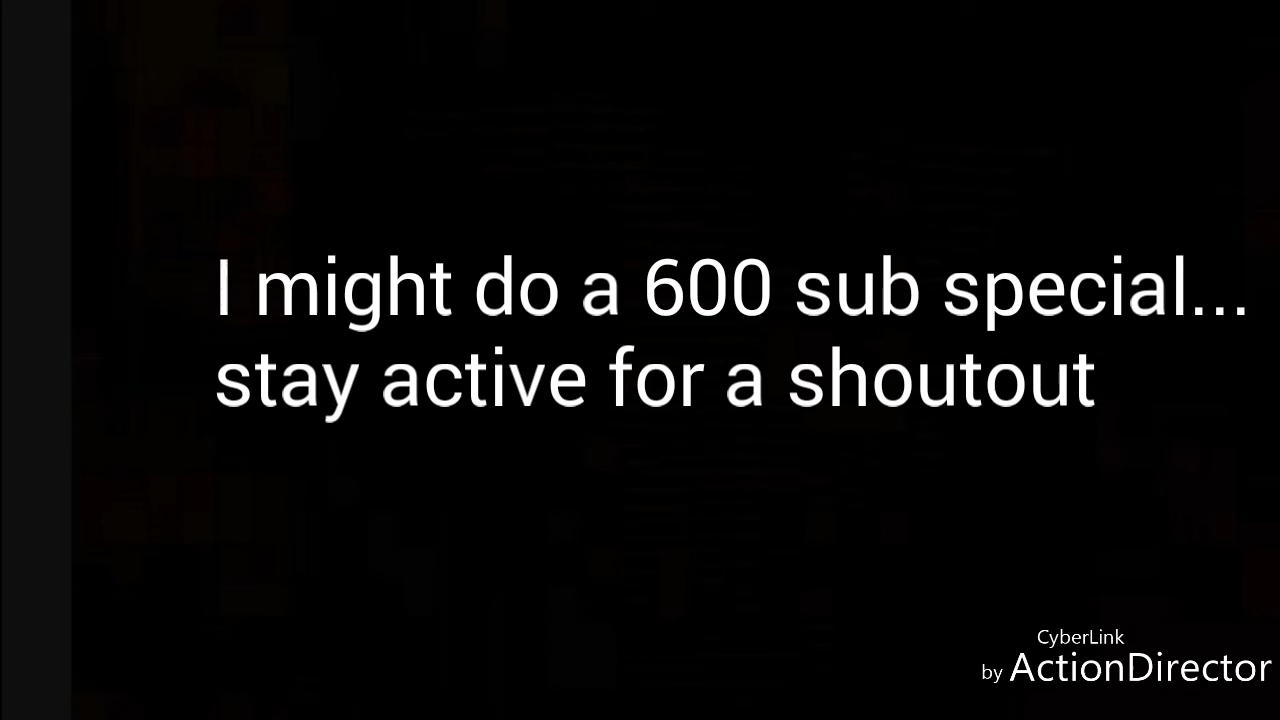 I might do a 600 sub special...
stay active for a shoutout
CyberLink
by ActionDirector